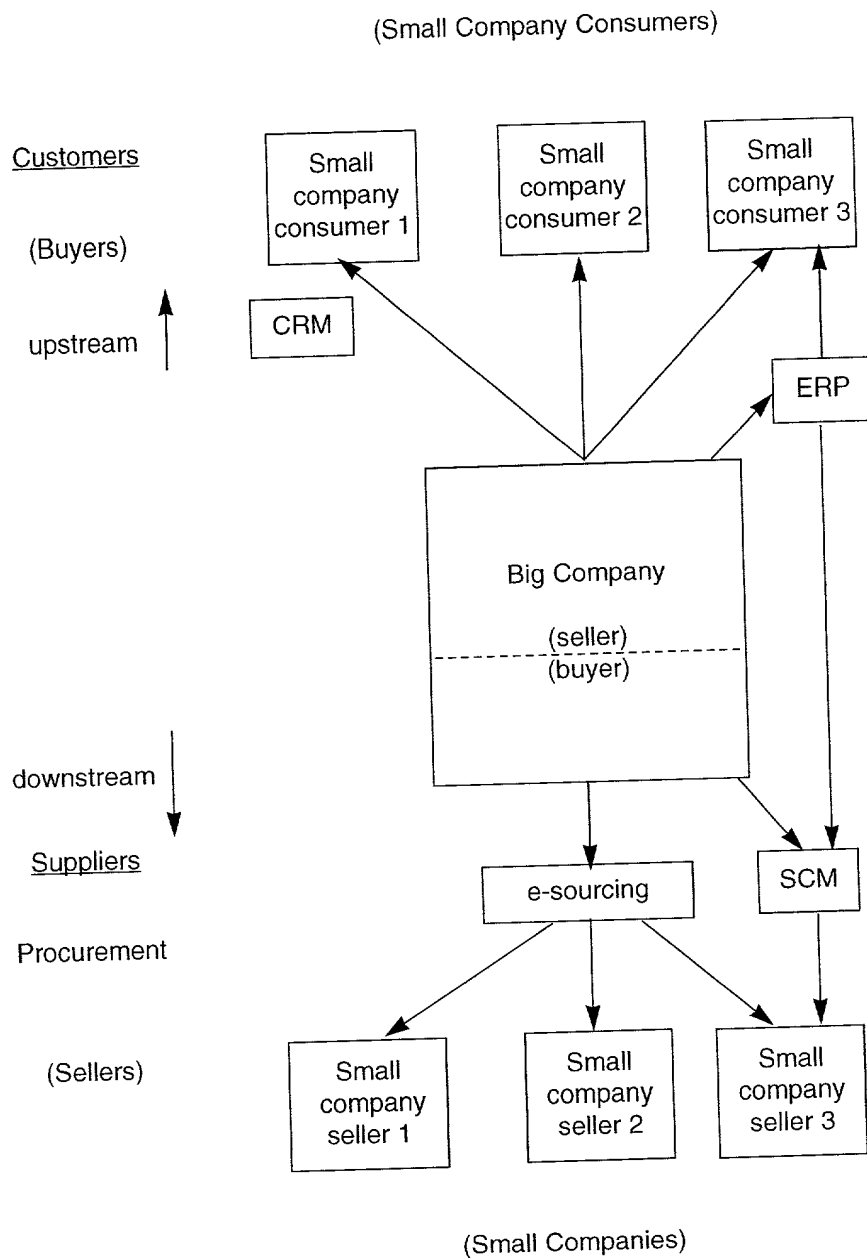 (Small Company Consumers)
Customers
Small
company
consumer 1
Small
company
consumer 2
Small
company
consumer 3
(Buyers)
upstream
CRM
ERP
Big Company
(seller)
(buyer)
downstream
Suppliers
e-sourcing
SCM
Procurement
(Sellers)
Small
company
seller 1
Small
company
seller 2
Small
company
seller 3
(Small Companies)